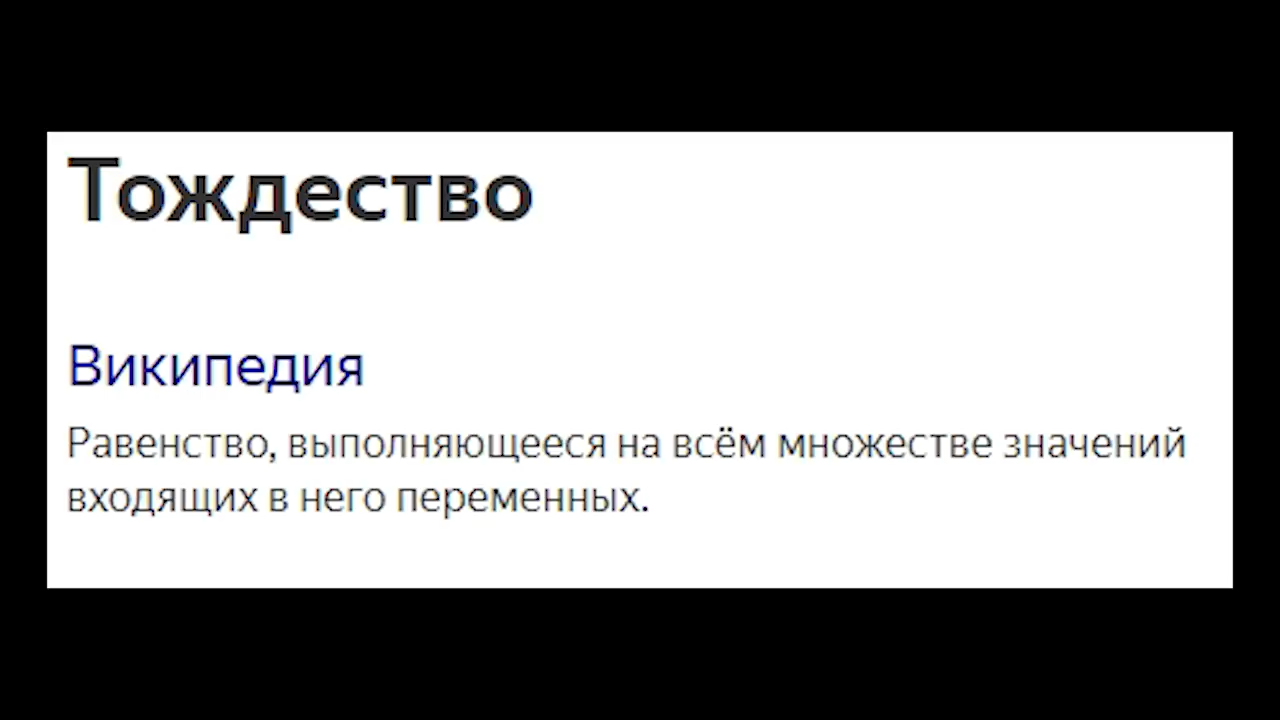 Тождество
Википедия
Равенство, выполняющееся на всём множестве значений
входящих в него переменных.